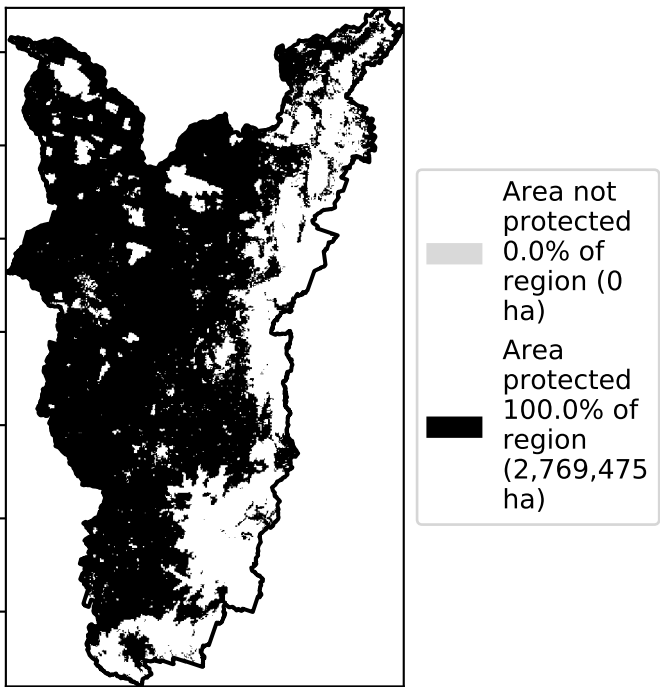 Area not
protected
0.0% of
region (0
ha)
Area
protected
100.0% of
region
(2,769,475
ha)